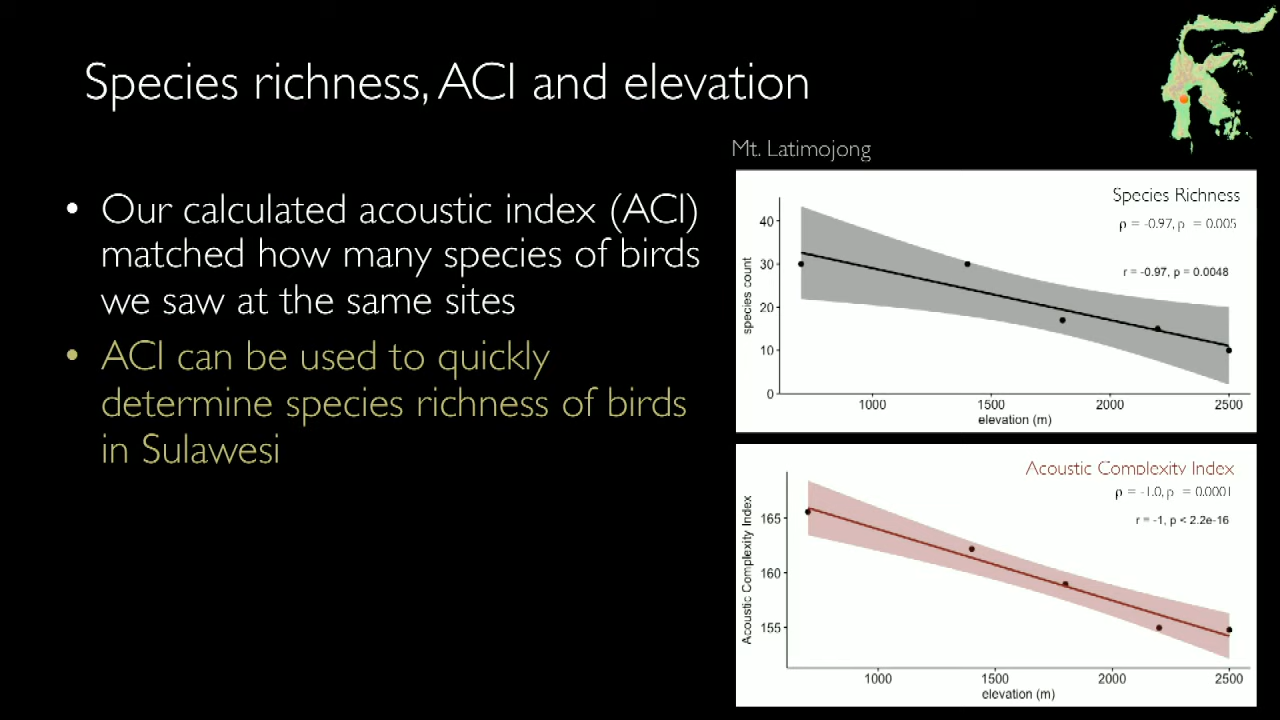 Species richness, ACI and elevation
Mt. Latimojong
• Our calculated acoustic index (ACI)
matched how many species of birds
we saw at the same sites
• ACI can be used to quickly
determine species richness of birds
in Sulawesi
Species Richness
ρ = -0.97, p = 0.005
r = -0.97, p = 0.0048
species count
40
30
20
10
0
1000 1500 2000 2500
elevation (m)
Acoustic Complexity Index
ρ = -1.0, p = 0.0001
r = -1, p < 2.2e-16
Acoustic Complexity Index
165
160
155
1000 1500 2000 2500
elevation (m)